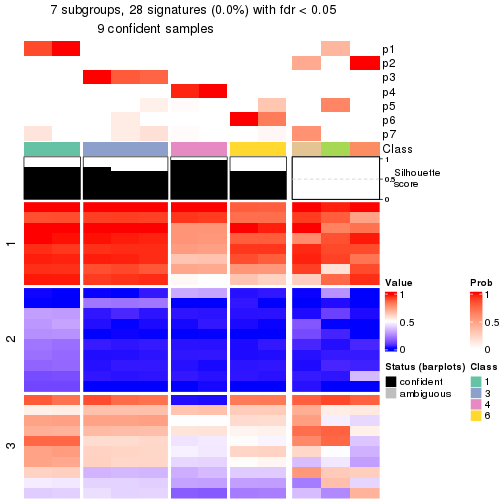 7 subgroups, 28 signatures (0.0%) with fdr < 0.05
9 confident samples
p1
p2
p3
p4
p5
p6
p7
Class
1
0.5
0
Silhouette
score
1
2
3
Value
1
0.5
0
Prob
1
0.5
0
Status (barplots)
confident
ambiguous
Class
1
3
4
6